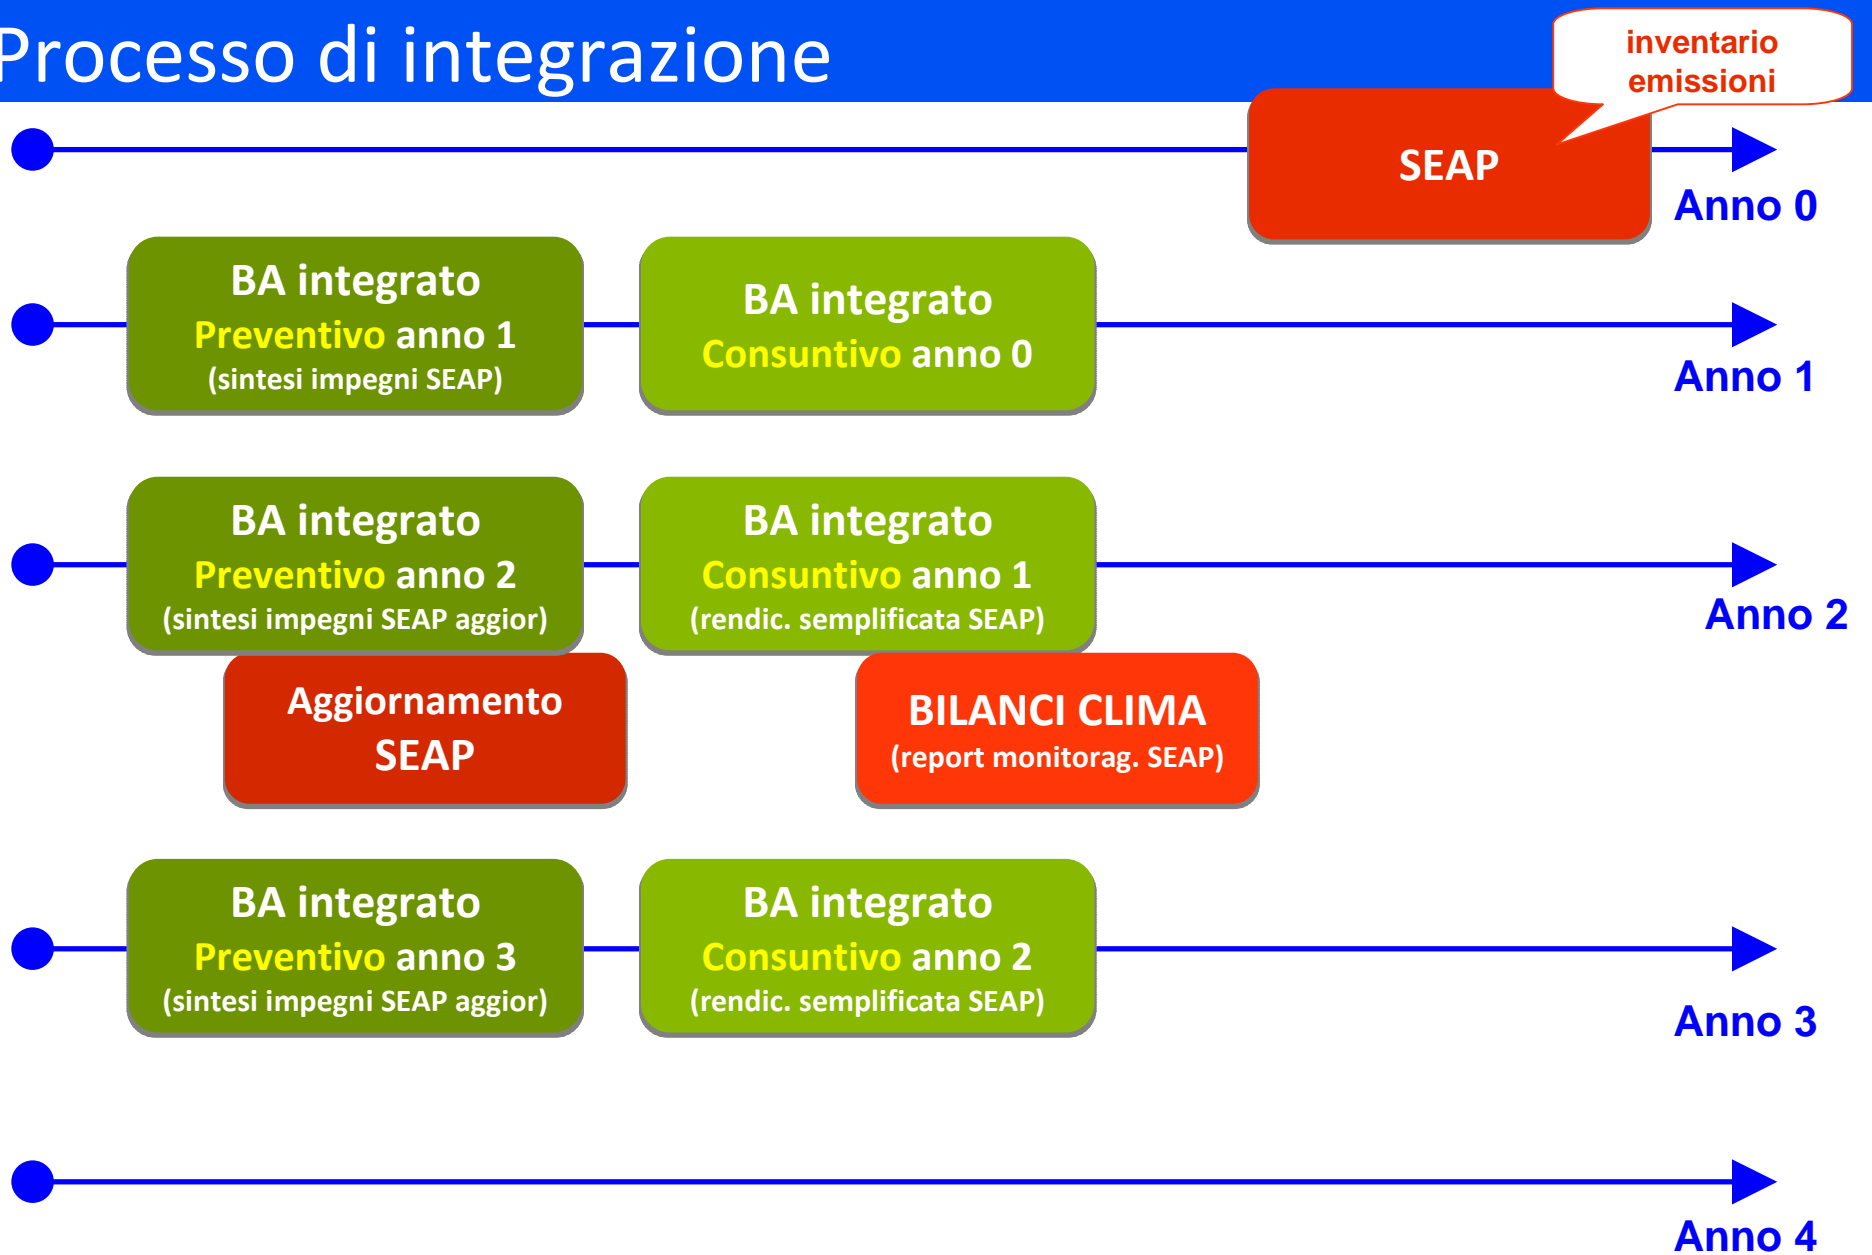 Processo di integrazione
inventario
emissioni
SEAP
Anno 0
BA integrato
Preventivo anno 1
(sintesi impegni SEAP)
BA integrato
Consuntivo anno 0
Anno 1
BA integrato
Preventivo anno 2
(sintesi impegni SEAP aggior)
BA integrato
Consuntivo anno 1
(rendic. semplificata SEAP)
Anno 2
Aggiornamento
SEAP
BILANCI CLIMA
(report monitorag. SEAP)
BA integrato
Preventivo anno 3
(sintesi impegni SEAP aggior)
BA integrato
Consuntivo anno 2
(rendic. semplificata SEAP)
Anno 3
Anno 4